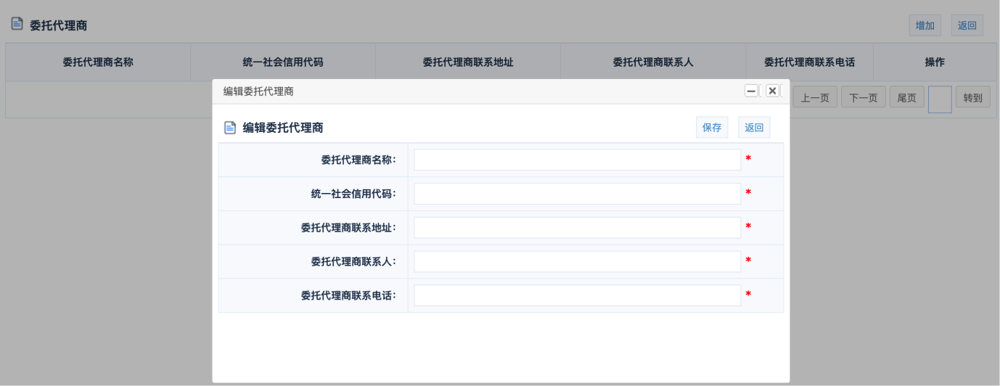 委托代理商
增加 返回
委托代理商名称 统一社会信用代码 委托代理商联系地址 委托代理商联系人 委托代理商联系电话 操作
上一页 下一页 尾页 转到
编辑委托代理商
编辑委托代理商
保存 返回
委托代理商名称: *
统一社会信用代码: *
委托代理商联系地址: *
委托代理商联系人: *
委托代理商联系电话: *